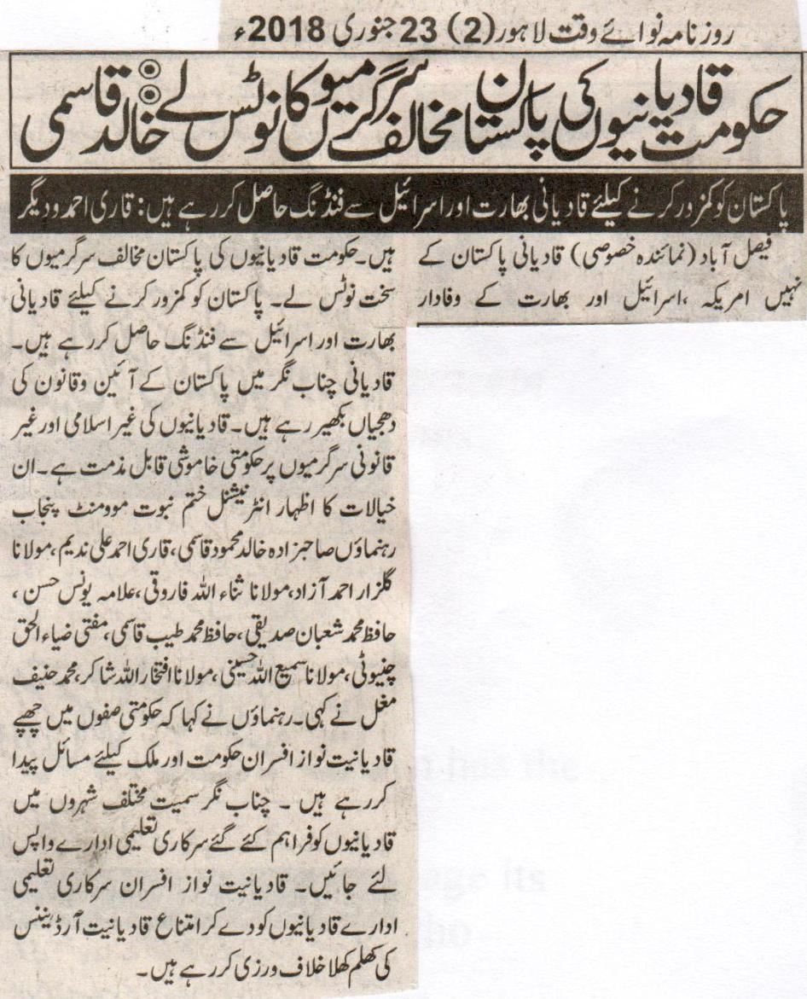 روزنامہ نوائے وقت لاہور (2) 23 جنوری 2018ء
حکومت قادیانیوں کی پاکستان مخالف سرگرمیوں کا نوٹس لے: خالد قاسمی
پاکستان کو کمزور کرنے کیلئے قادیانی بھارت اور اسرائیل سے فنڈنگ حاصل کر رہے ہیں: قاری احمد و دیگر
فیصل آباد (نمائندہ خصوصی) قادیانی پاکستان کے
نہیں امریکہ، اسرائیل اور بھارت کے وفادار
ہیں۔ حکومت قادیانیوں کی پاکستان مخالف سرگرمیوں کا
سخت نوٹس لے۔ پاکستان کو کمزور کرنے کیلئے قادیانی
بھارت اور اسرائیل سے فنڈنگ حاصل کر رہے ہیں۔
قادیانی چناب نگر میں پاکستان کے آئین و قانون کی
دھجیاں بکھیر رہے ہیں۔ قادیانیوں کی غیر اسلامی اور غیر
قانونی سرگرمیوں پر حکومتی خاموشی قابل مذمت ہے۔ ان
خیالات کا اظہار انٹرنیشنل ختم نبوت موومنٹ پنجاب
رہنماؤں صاحبزادہ خالد محمود قاسمی، قاری احمد علی ندیم، مولانا
گلزار احمد آزاد، مولانا ثناء اللہ فاروقی، علامہ یونس حسن،
حافظ محمد شعبان صدیقی، حافظ محمد طیب قاسمی، مفتی ضیاء الحق
چنیوٹی، مولانا سمیع اللہ حسینی، مولانا افتخار اللہ شاکر، محمد حنیف
مغل نے کہی۔ رہنماؤں نے کہا کہ حکومتی صفوں میں چھپے
قادیانیت نواز افسران حکومت اور ملک کیلئے مسائل پیدا
کر رہے ہیں۔ چناب نگر سمیت مختلف شہروں میں
قادیانیوں کو فراہم کئے گئے سرکاری تعلیمی ادارے واپس
لئے جائیں۔ قادیانیت نواز افسران سرکاری تعلیمی
ادارے قادیانیوں کو دے کر امتناع قادیانیت آرڈیننس
کی کھلم کھلا خلاف ورزی کر رہے ہیں۔